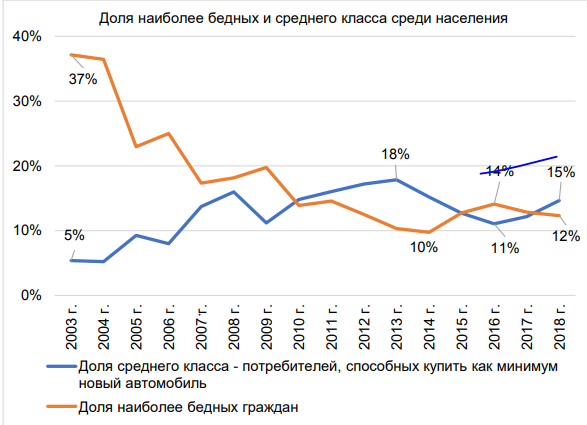 Доля наиболее бедных и среднего класса среди населения
40%
30%
20%
10%
0%
37%
5%
18%
10%
14%
11%
15%
12%
2003 г.
2004 г.
2005 г.
2006 г.
2007г.
2008 г.
2009 г.
2010 г.
2011 г.
2012 г.
2013 г.
2014 г.
2015 г.
2016 г.
2017 г.
2018 г.
Доля среднего класса - потребителей, способных купить как минимум
новый автомобиль
Доля наиболее бедных граждан